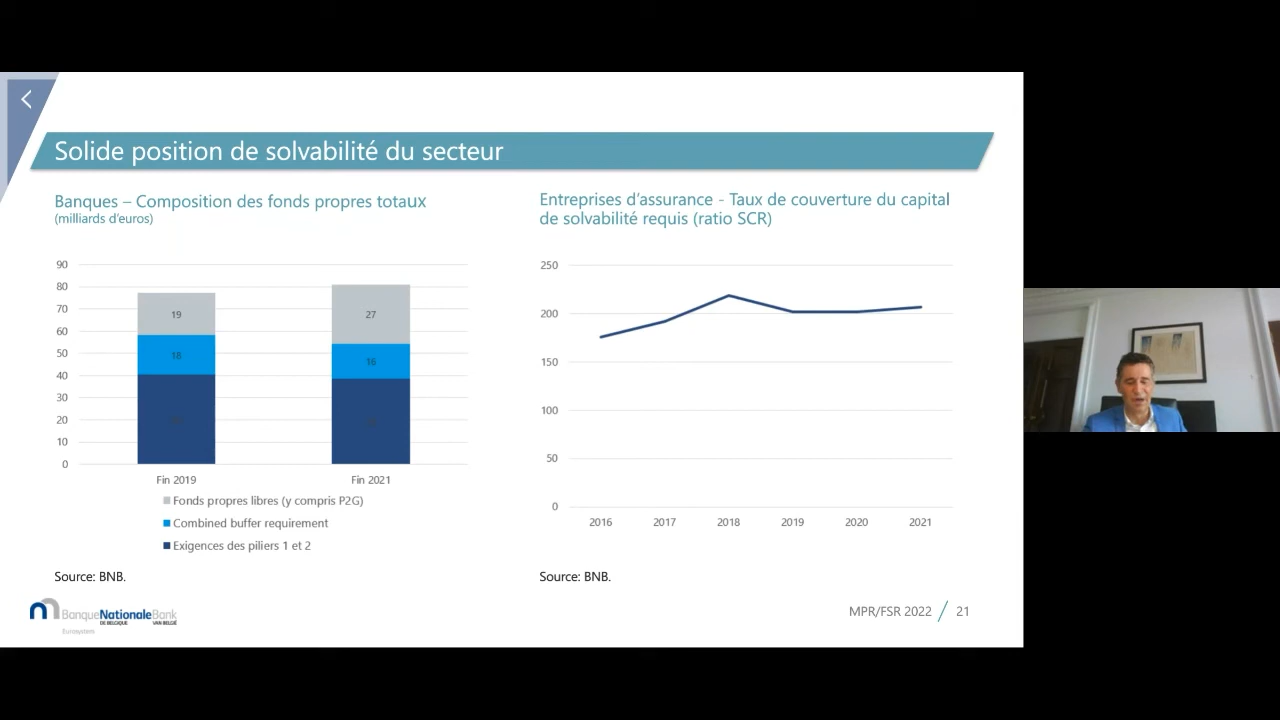 Solide position de solvabilité du secteur
Banques – Composition des fonds propres totaux
(milliards d’euros)
90
80
70
60
50
40
30
20
10
0
19
18
27
16
Fin 2019
Fin 2021
Fonds propres libres (y compris P2G)
Combined buffer requirement
Exigences des piliers 1 et 2
Source: BNB.
Entreprises d’assurance - Taux de couverture du capital
de solvabilité requis (ratio SCR)
250
200
150
100
50
0
2016
2017
2018
2019
2020
2021
Source: BNB.
BanqueNationaleBank
DE BELGIQUE VAN BELGIË
Eurosystem
MPR/FSR 2022 / 21